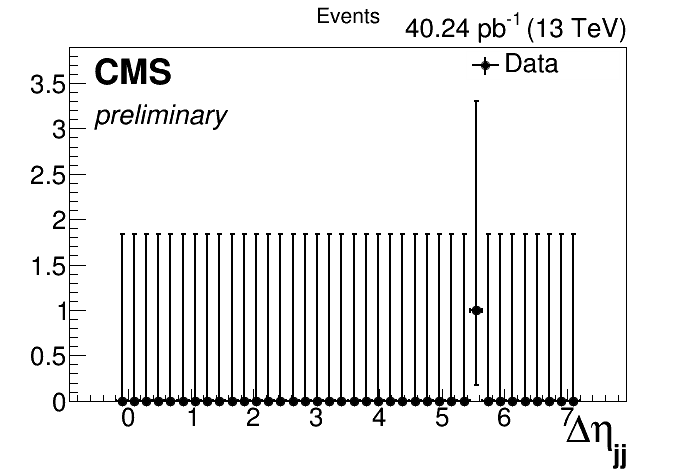 Events
40.24 pb-1 (13 TeV)
CMS
preliminary
Data
3.5
3
2.5
2
1.5
1
0.5
0
0 1 2 3 4 5 6 7
Δηjj